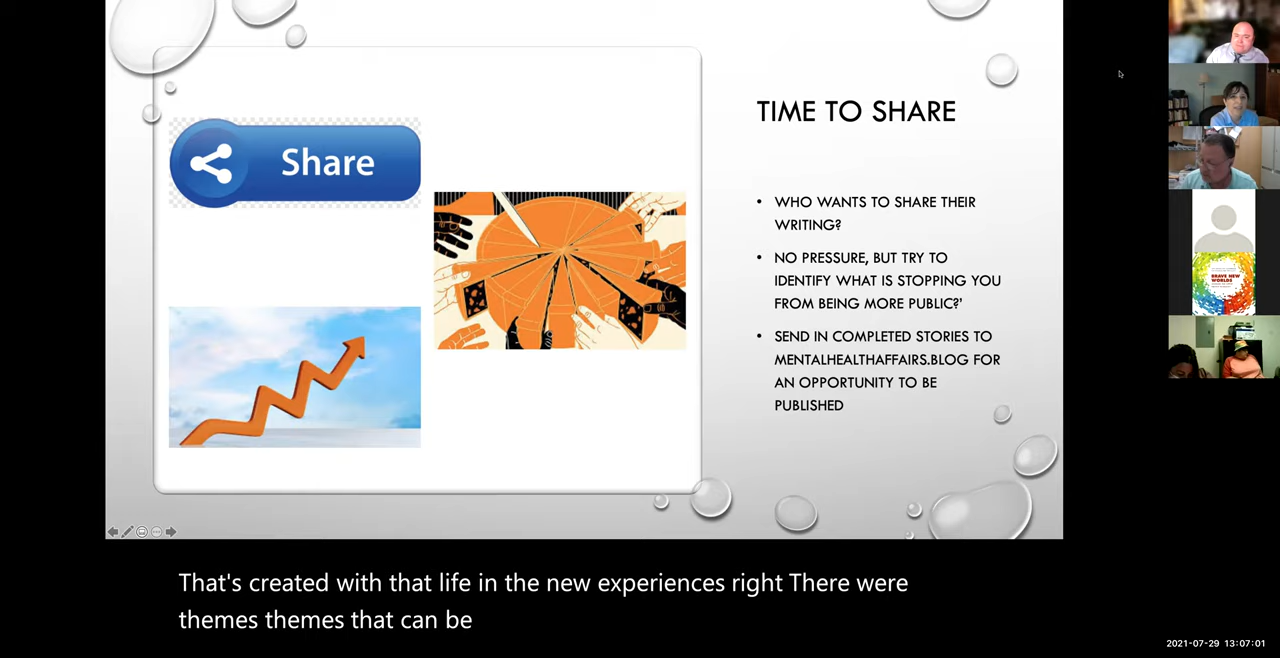 Share
TIME TO SHARE
• WHO WANTS TO SHARE THEIR
WRITING?
• NO PRESSURE, BUT TRY TO
IDENTIFY WHAT IS STOPPING YOU
FROM BEING MORE PUBLIC?'
• SEND IN COMPLETED STORIES TO
MENTALHEALTHAFFAIRS.BLOG FOR
AN OPPORTUNITY TO BE
PUBLISHED
BRAVE NEW
WORLDS
That's created with that life in the new experiences right There were
themes themes that can be
2021-07-29 13:07:01